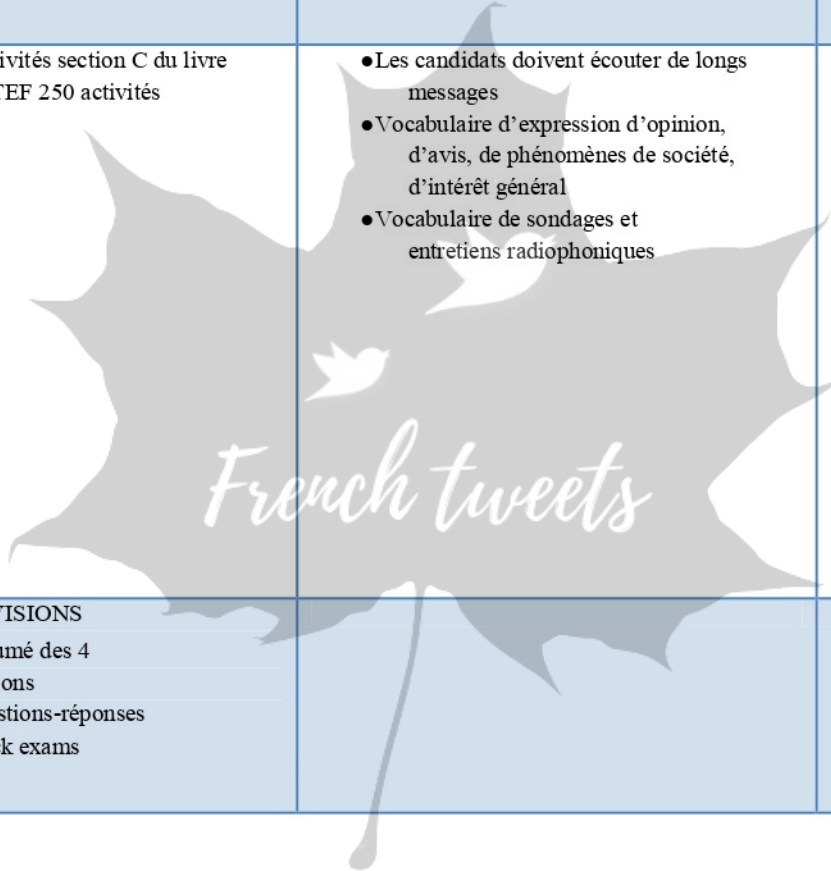 ivités section C du livre
TEF 250 activités
●Les candidats doivent écouter de longs
messages
●Vocabulaire d’expression d’opinion,
d’avis, de phénomènes de société,
d’intérêt général
●Vocabulaire de sondages et
entretiens radiophoniques
French tweets
VISIONS
umé des 4
ons
stions-réponses
k exams